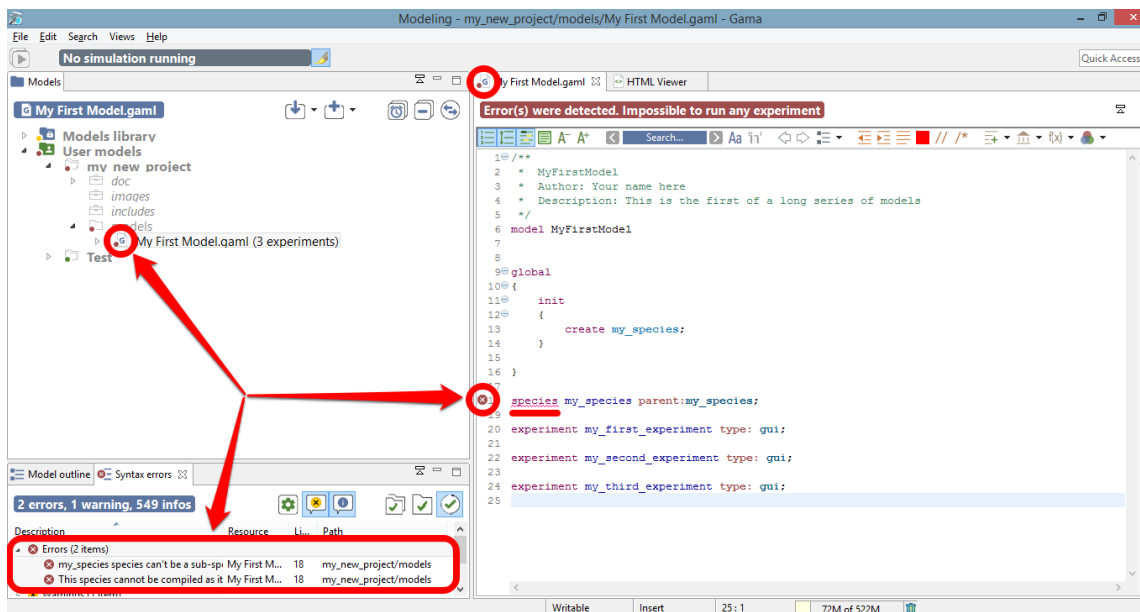 Modeling - my_new_project/models/My First Model.gaml - Gama
File Edit Search Views Help
No simulation running
Quick Access
Models
My First Model.gaml
Models library
User models
my_new_project
doc
images
includes
models
My First Model.gaml (3 experiments)
Test
Model outline Syntax errors
2 errors, 1 warning, 549 infos
Description Resource Li... Path
Errors (2 items)
my_species species can't be a sub-spe My First M... 18 my_new_project/models
This species cannot be compiled as it My First M... 18 my_new_project/models
Warnings (1 item)
My First Model.gaml HTML Viewer
Error(s) were detected. Impossible to run any experiment
A- A+ Search... Aa // /* f(x)
1 /**
2 * MyFirstModel
3 * Author: Your name here
4 * Description: This is the first of a long series of models
5 */
6 model MyFirstModel
7
8
9 global
10 {
11 init
12 {
13 create my_species;
14 }
15
16 }
17
18 species my_species parent:my_species;
19
20 experiment my_first_experiment type: gui;
21
22 experiment my_second_experiment type: gui;
23
24 experiment my_third_experiment type: gui;
25
Writable Insert 25 : 1 72M of 522M